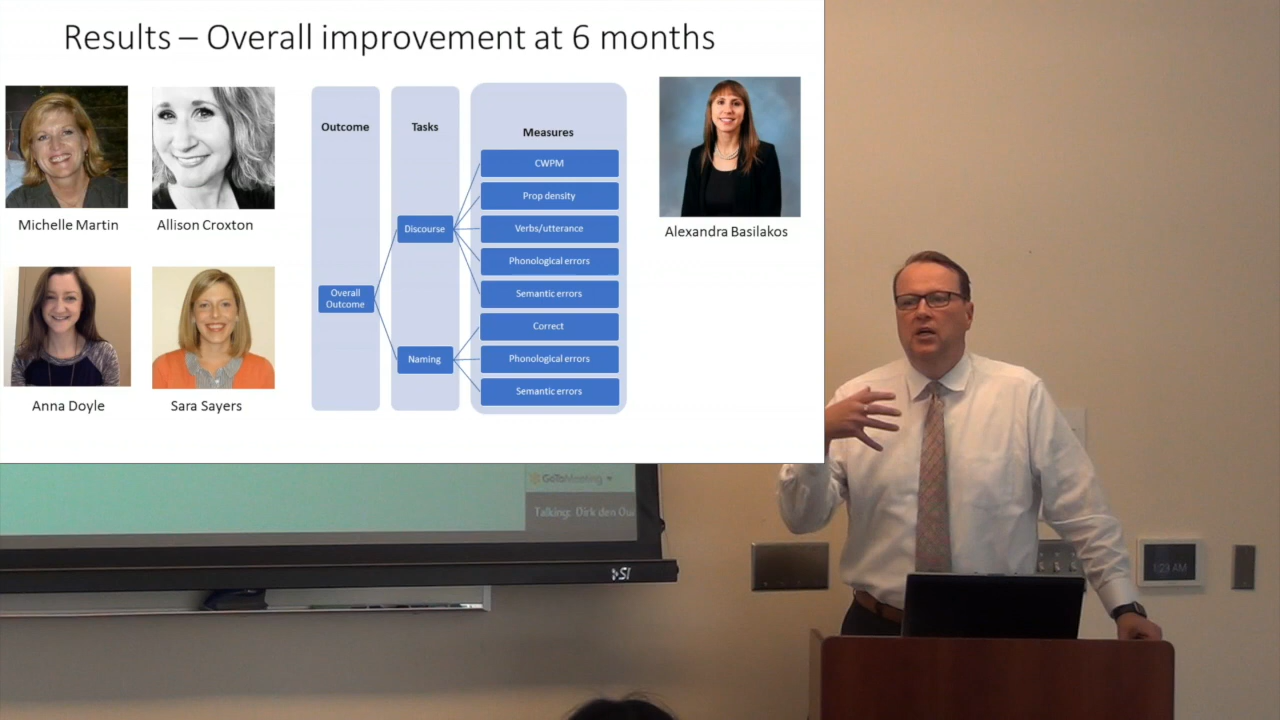 Results – Overall improvement at 6 months
Michelle Martin
Allison Croxton
Anna Doyle
Sara Sayers
Outcome
Overall
Outcome
Tasks
Discourse
Naming
Measures
CWPM
Prop density
Verbs/utterance
Phonological errors
Semantic errors
Correct
Phonological errors
Semantic errors
Alexandra Basilakos
GoToMeeting
Talking: Dirk den Ou